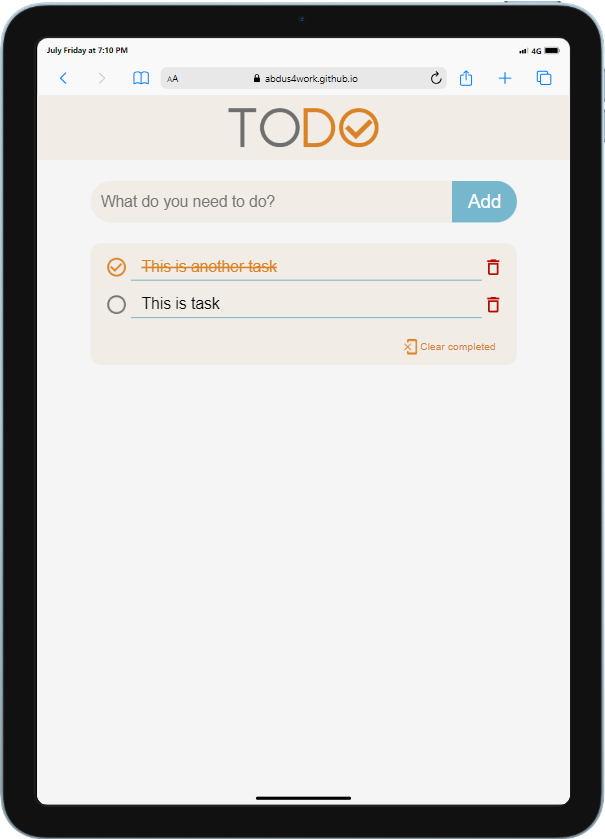 July Friday at 7:10 PM
4G
AA
abdus4work.github.io
TODO
What do you need to do?
Add
This is another task
This is task
Clear completed